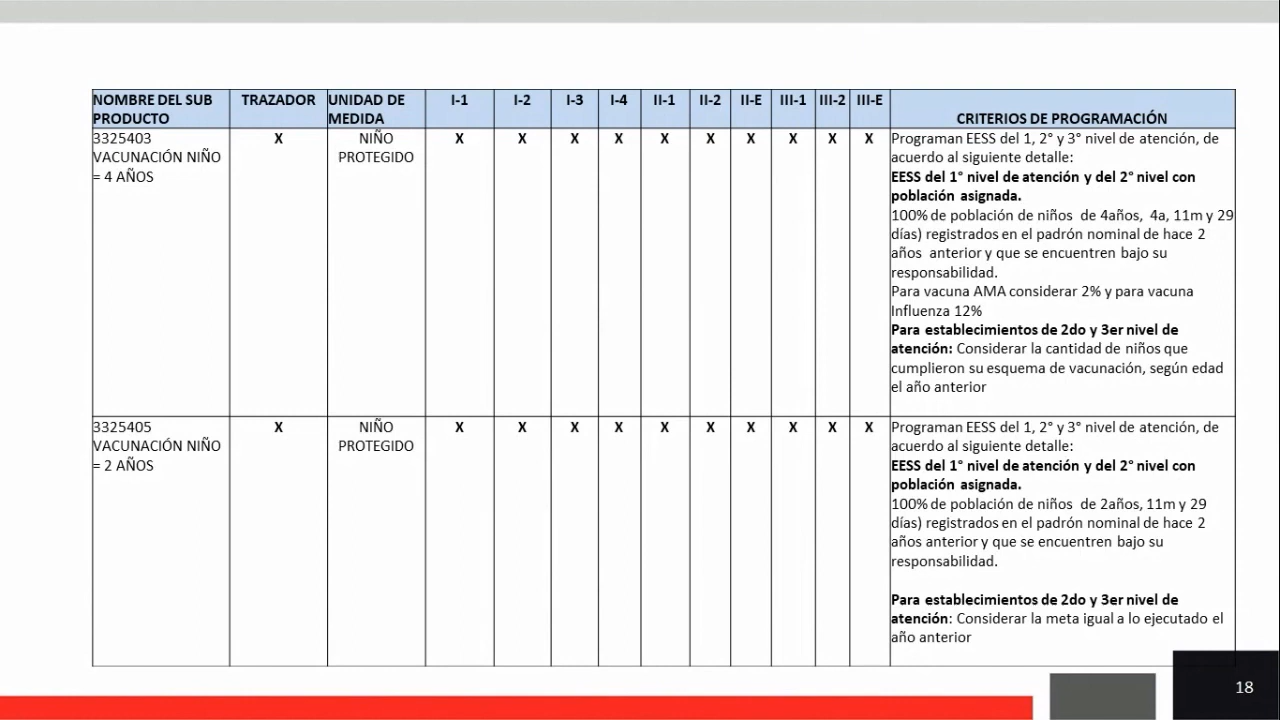 NOMBRE DEL SUB PRODUCTO TRAZADOR UNIDAD DE MEDIDA I-1 I-2 I-3 I-4 II-1 II-2 II-E III-1 III-2 III-E CRITERIOS DE PROGRAMACIÓN
3325403
VACUNACIÓN NIÑO
= 4 AÑOS
X
NIÑO
PROTEGIDO
X X X X X X X X X X
Programan EESS del 1, 2° y 3° nivel de atención, de
acuerdo al siguiente detalle:
EESS del 1° nivel de atención y del 2° nivel con
población asignada.
100% de población de niños de 4años, 4a, 11m y 29
días) registrados en el padrón nominal de hace 2
años anterior y que se encuentren bajo su
responsabilidad.
Para vacuna AMA considerar 2% y para vacuna
Influenza 12%
Para establecimientos de 2do y 3er nivel de
atención: Considerar la cantidad de niños que
cumplieron su esquema de vacunación, según edad
el año anterior
3325405
VACUNACIÓN NIÑO
= 2 AÑOS
X
NIÑO
PROTEGIDO
X X X X X X X X X X
Programan EESS del 1, 2° y 3° nivel de atención, de
acuerdo al siguiente detalle:
EESS del 1° nivel de atención y del 2° nivel con
población asignada.
100% de población de niños de 2años, 11m y 29
días) registrados en el padrón nominal de hace 2
años anterior y que se encuentren bajo su
responsabilidad.
Para establecimientos de 2do y 3er nivel de
atención: Considerar la meta igual a lo ejecutado el
año anterior
18